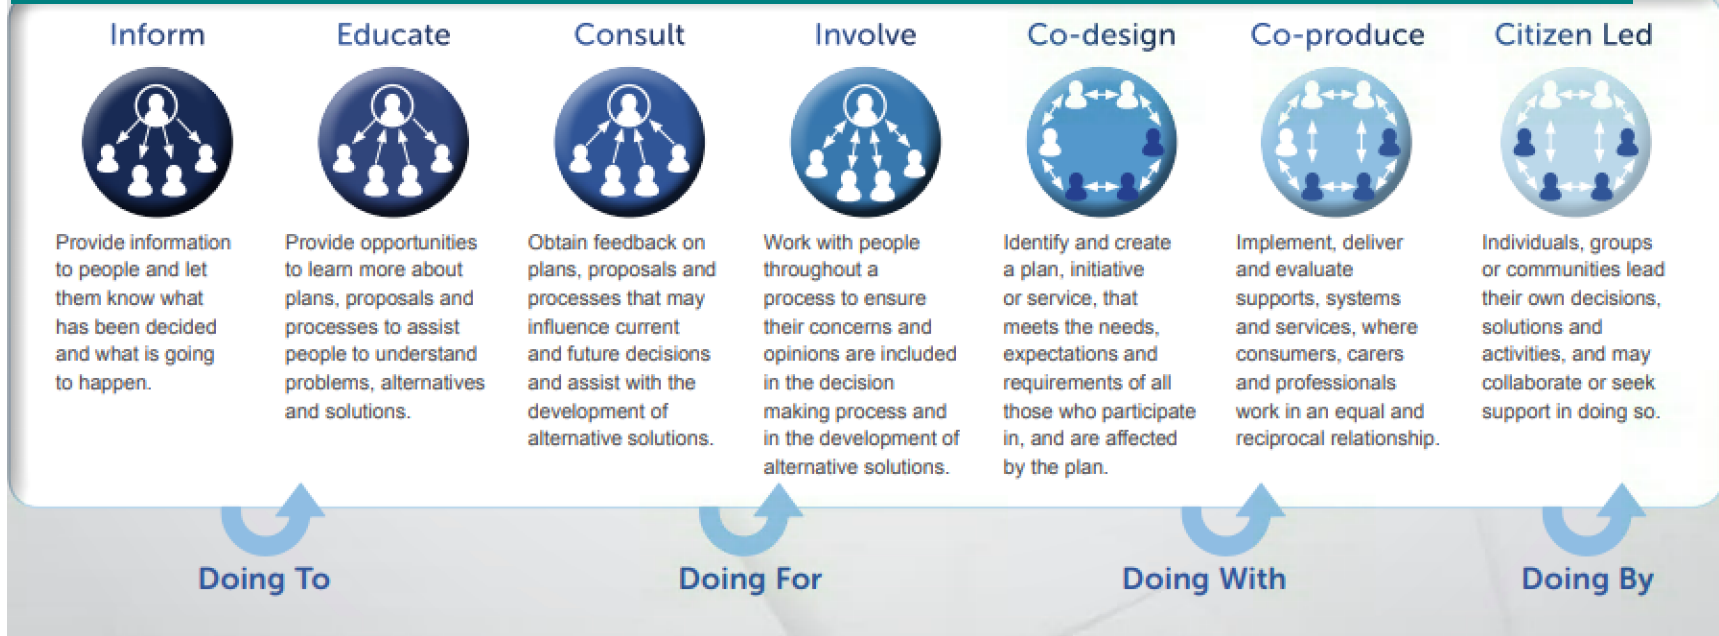 Inform
Provide information
to people and let
them know what
has been decided
and what is going
to happen.
Educate
Provide opportunities
to learn more about
plans, proposals and
processes to assist
people to understand
problems, alternatives
and solutions.
Consult
Obtain feedback on
plans, proposals and
processes that may
influence current
and future decisions
and assist with the
development of
alternative solutions.
Involve
Work with people
throughout a
process to ensure
their concerns and
opinions are included
in the decision
making process and
in the development of
alternative solutions.
Co-design
Identify and create
a plan, initiative
or service, that
meets the needs,
expectations and
requirements of all
those who participate
in, and are affected
by the plan.
Co-produce
Implement, deliver
and evaluate
supports, systems
and services, where
consumers, carers
and professionals
work in an equal and
reciprocal relationship.
Citizen Led
Individuals, groups
or communities lead
their own decisions,
solutions and
activities, and may
collaborate or seek
support in doing so.
Doing To
Doing For
Doing With
Doing By